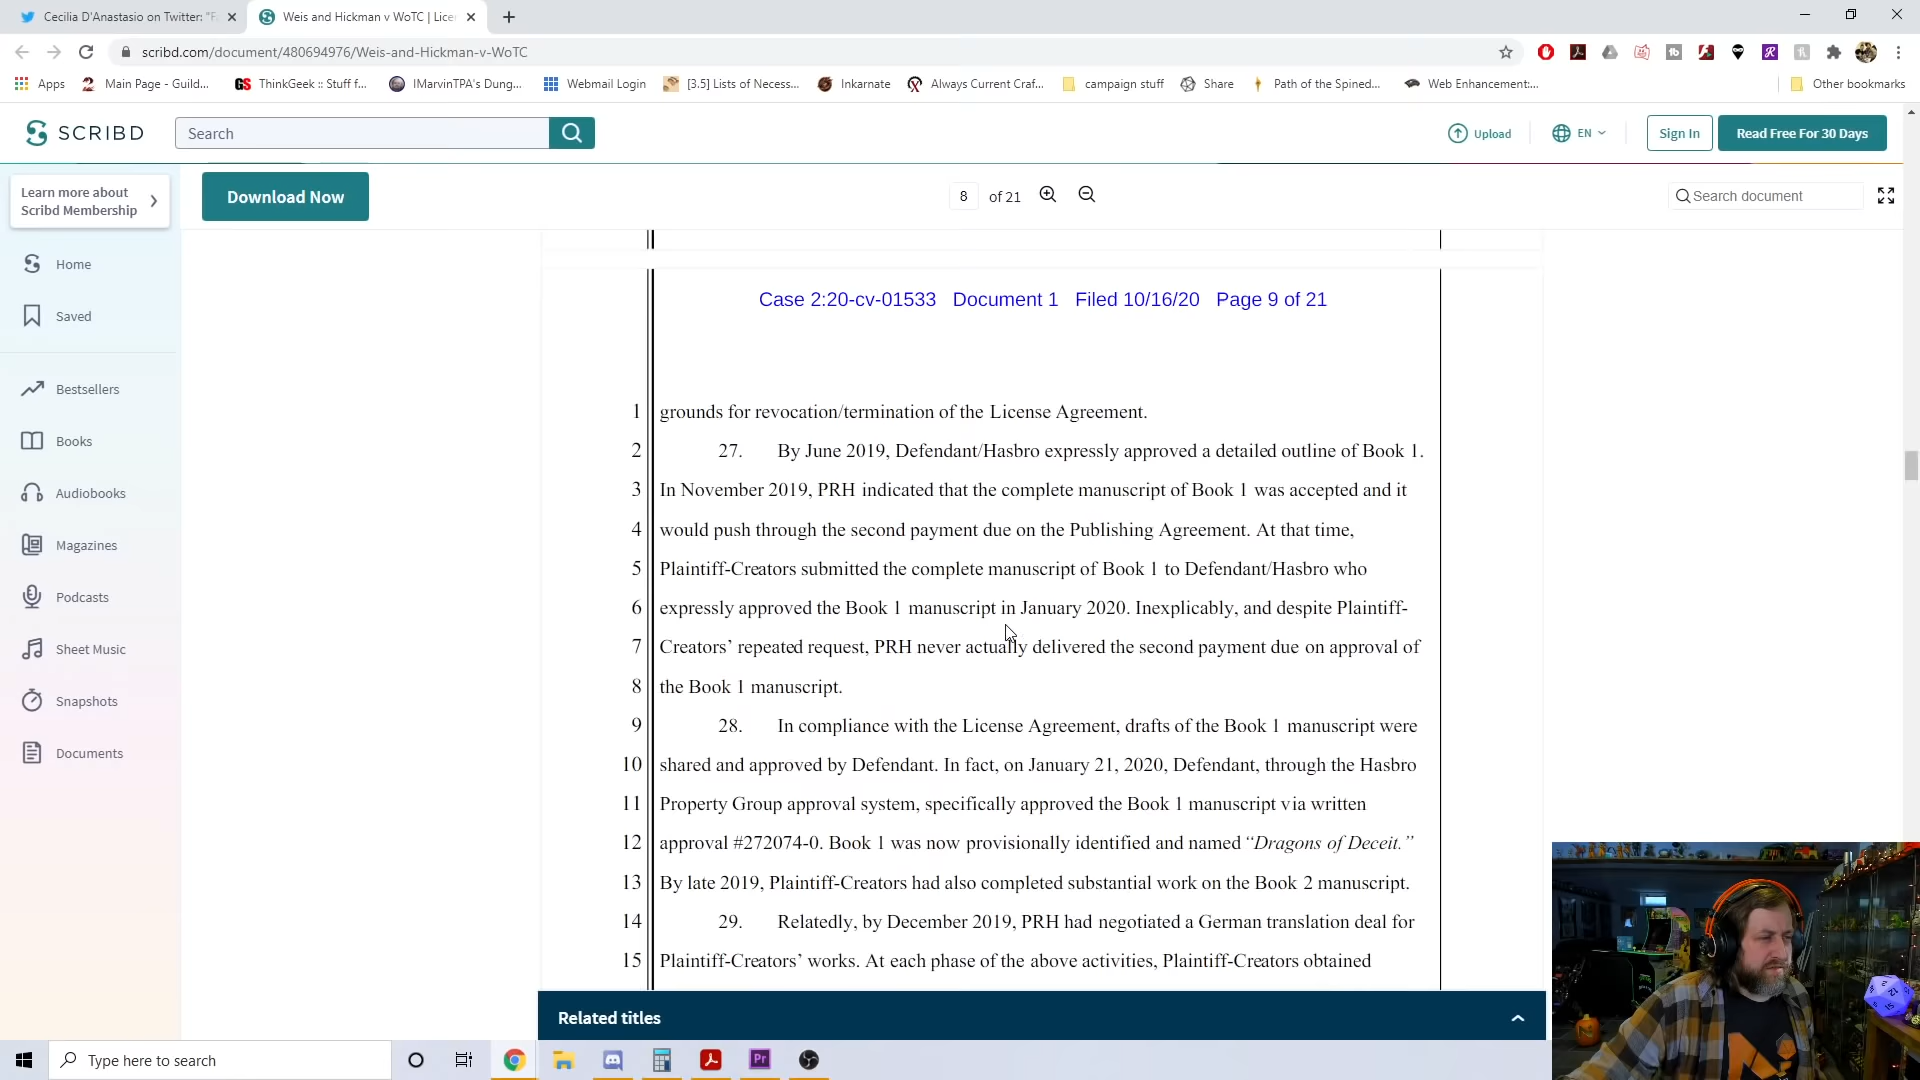 Cecilia D'Anastasio on Twitter: "F
Weis and Hickman v WoTC | Lice
scribd.com/document/480694976/Weis-and-Hickman-v-WoTC
Apps
Main Page - Guild...
ThinkGeek :: Stuff f...
IMarvinTPA's Dung...
Webmail Login
[3.5] Lists of Necess...
Inkarnate
Always Current Craf...
campaign stuff
Share
Path of the Spined...
Web Enhancement:...
Other bookmarks
SCRIBD
Search
Upload
EN
Sign In
Read Free For 30 Days
Learn more about
Scribd Membership
Download Now
8 of 21
Search document
Home
Saved
Bestsellers
Books
Audiobooks
Magazines
Podcasts
Sheet Music
Snapshots
Documents
Case 2:20-cv-01533 Document 1 Filed 10/16/20 Page 9 of 21
1 grounds for revocation/termination of the License Agreement.
2 27. By June 2019, Defendant/Hasbro expressly approved a detailed outline of Book 1.
3 In November 2019, PRH indicated that the complete manuscript of Book 1 was accepted and it
4 would push through the second payment due on the Publishing Agreement. At that time,
5 Plaintiff-Creators submitted the complete manuscript of Book 1 to Defendant/Hasbro who
6 expressly approved the Book 1 manuscript in January 2020. Inexplicably, and despite Plaintiff-
7 Creators' repeated request, PRH never actually delivered the second payment due on approval of
8 the Book 1 manuscript.
9 28. In compliance with the License Agreement, drafts of the Book 1 manuscript were
10 shared and approved by Defendant. In fact, on January 21, 2020, Defendant, through the Hasbro
11 Property Group approval system, specifically approved the Book 1 manuscript via written
12 approval #272074-0. Book 1 was now provisionally identified and named “Dragons of Deceit.”
13 By late 2019, Plaintiff-Creators had also completed substantial work on the Book 2 manuscript.
14 29. Relatedly, by December 2019, PRH had negotiated a German translation deal for
15 Plaintiff-Creators' works. At each phase of the above activities, Plaintiff-Creators obtained
Related titles
Type here to search
Pr